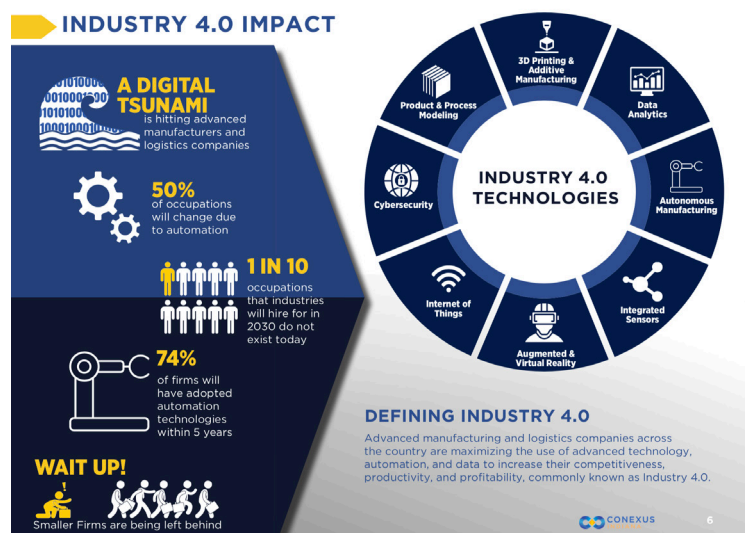 INDUSTRY 4.0 IMPACT
A DIGITAL
TSUNAMI
is hitting advanced
manufacturers and
logistics companies
50%
of occupations
will change due
to automation
1 IN 10
occupations
that industries
will hire for in
2030 do not
exist today
74%
of firms will
have adopted
automation
technologies
within 5 years
WAIT UP!
!
Smaller Firms are being left behind
INDUSTRY 4.0
TECHNOLOGIES
3D Printing &
Additive
Manufacturing
Data
Analytics
Autonomous
Manufacturing
Integrated
Sensors
Augmented &
Virtual Reality
Internet of
Things
Cybersecurity
Product & Process
Modeling
DEFINING INDUSTRY 4.0
Advanced manufacturing and logistics companies across
the country are maximizing the use of advanced technology,
automation, and data to increase their competitiveness,
productivity, and profitability, commonly known as Industry 4.0.
CONEXUS
6